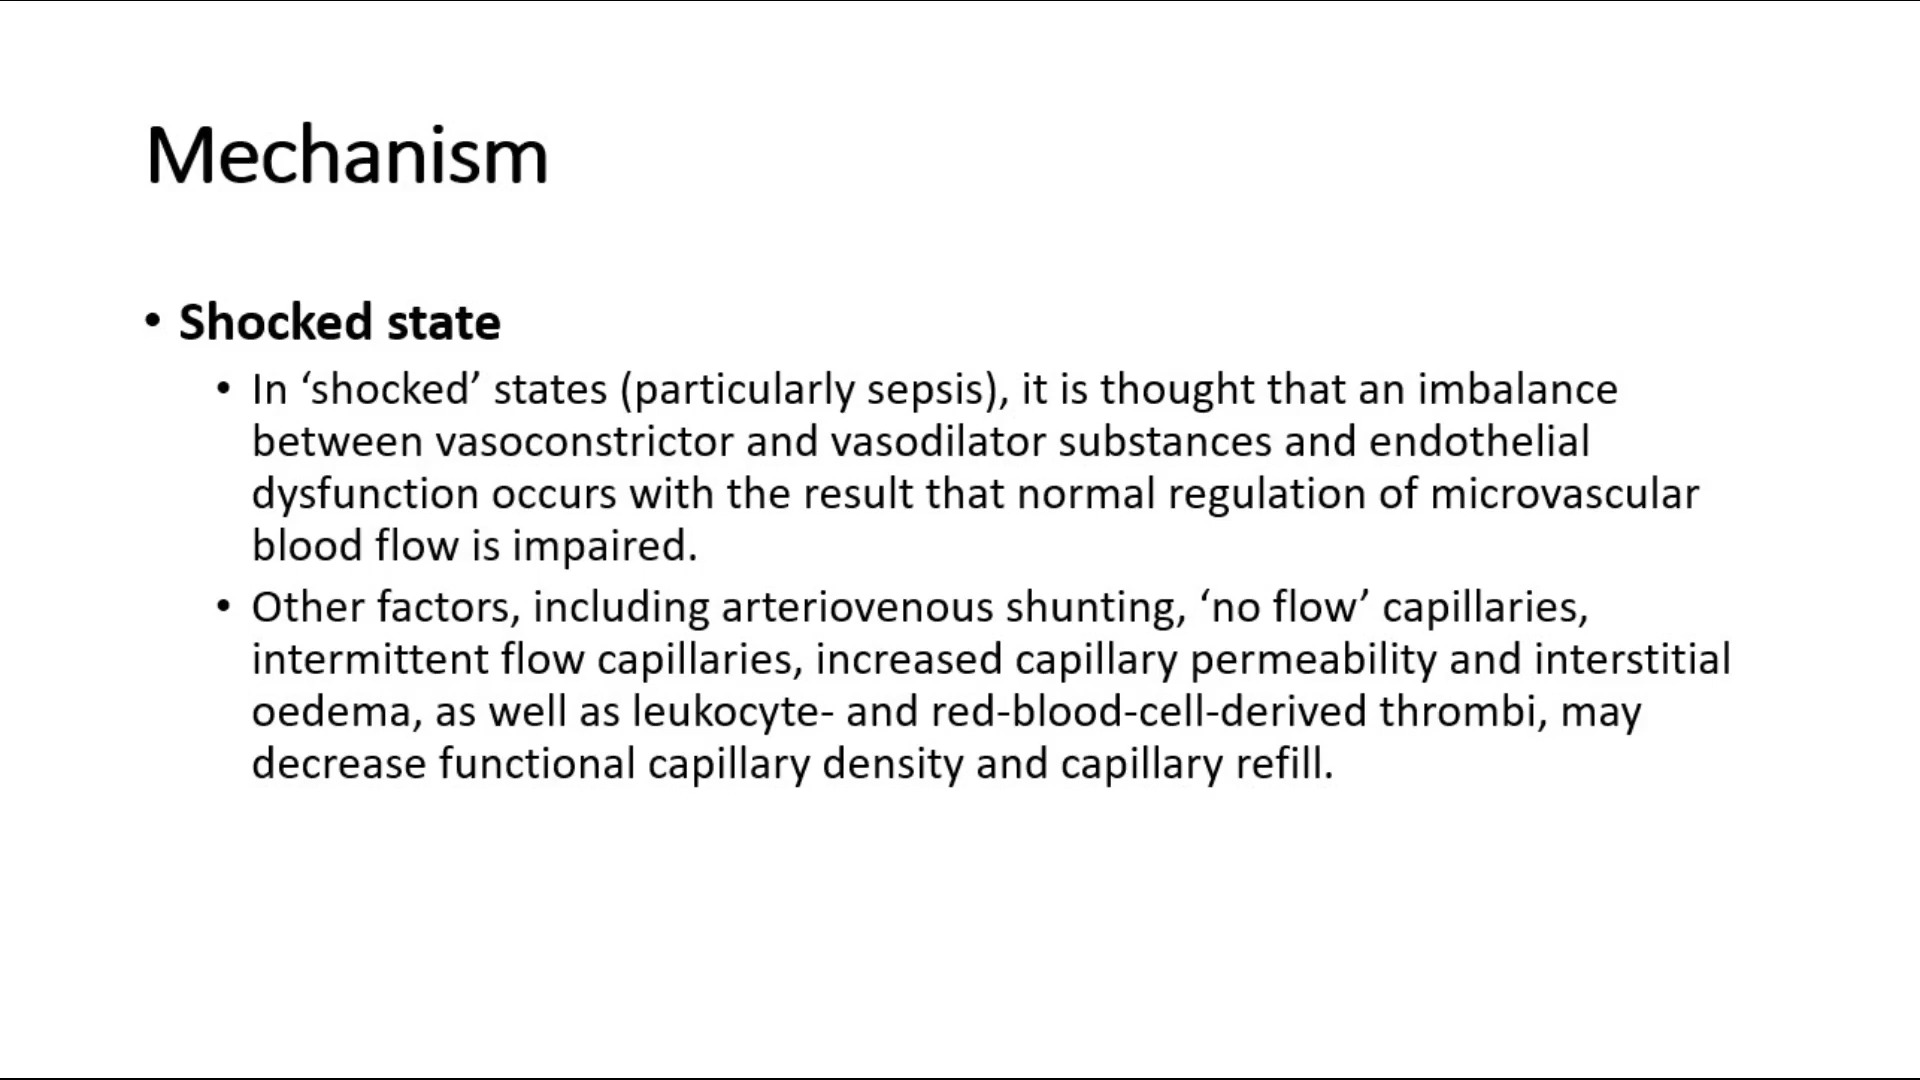 Mechanism
• Shocked state
• In ‘shocked’ states (particularly sepsis), it is thought that an imbalance
between vasoconstrictor and vasodilator substances and endothelial
dysfunction occurs with the result that normal regulation of microvascular
blood flow is impaired.
• Other factors, including arteriovenous shunting, ‘no flow’ capillaries,
intermittent flow capillaries, increased capillary permeability and interstitial
oedema, as well as leukocyte- and red-blood-cell-derived thrombi, may
decrease functional capillary density and capillary refill.